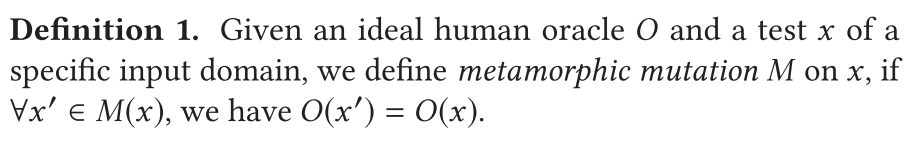 Definition 1. Given an ideal human oracle O and a test x of a
specific input domain, we define metamorphic mutation M on x, if
∀x′ ∈ M(x), we have O(x′) = O(x).